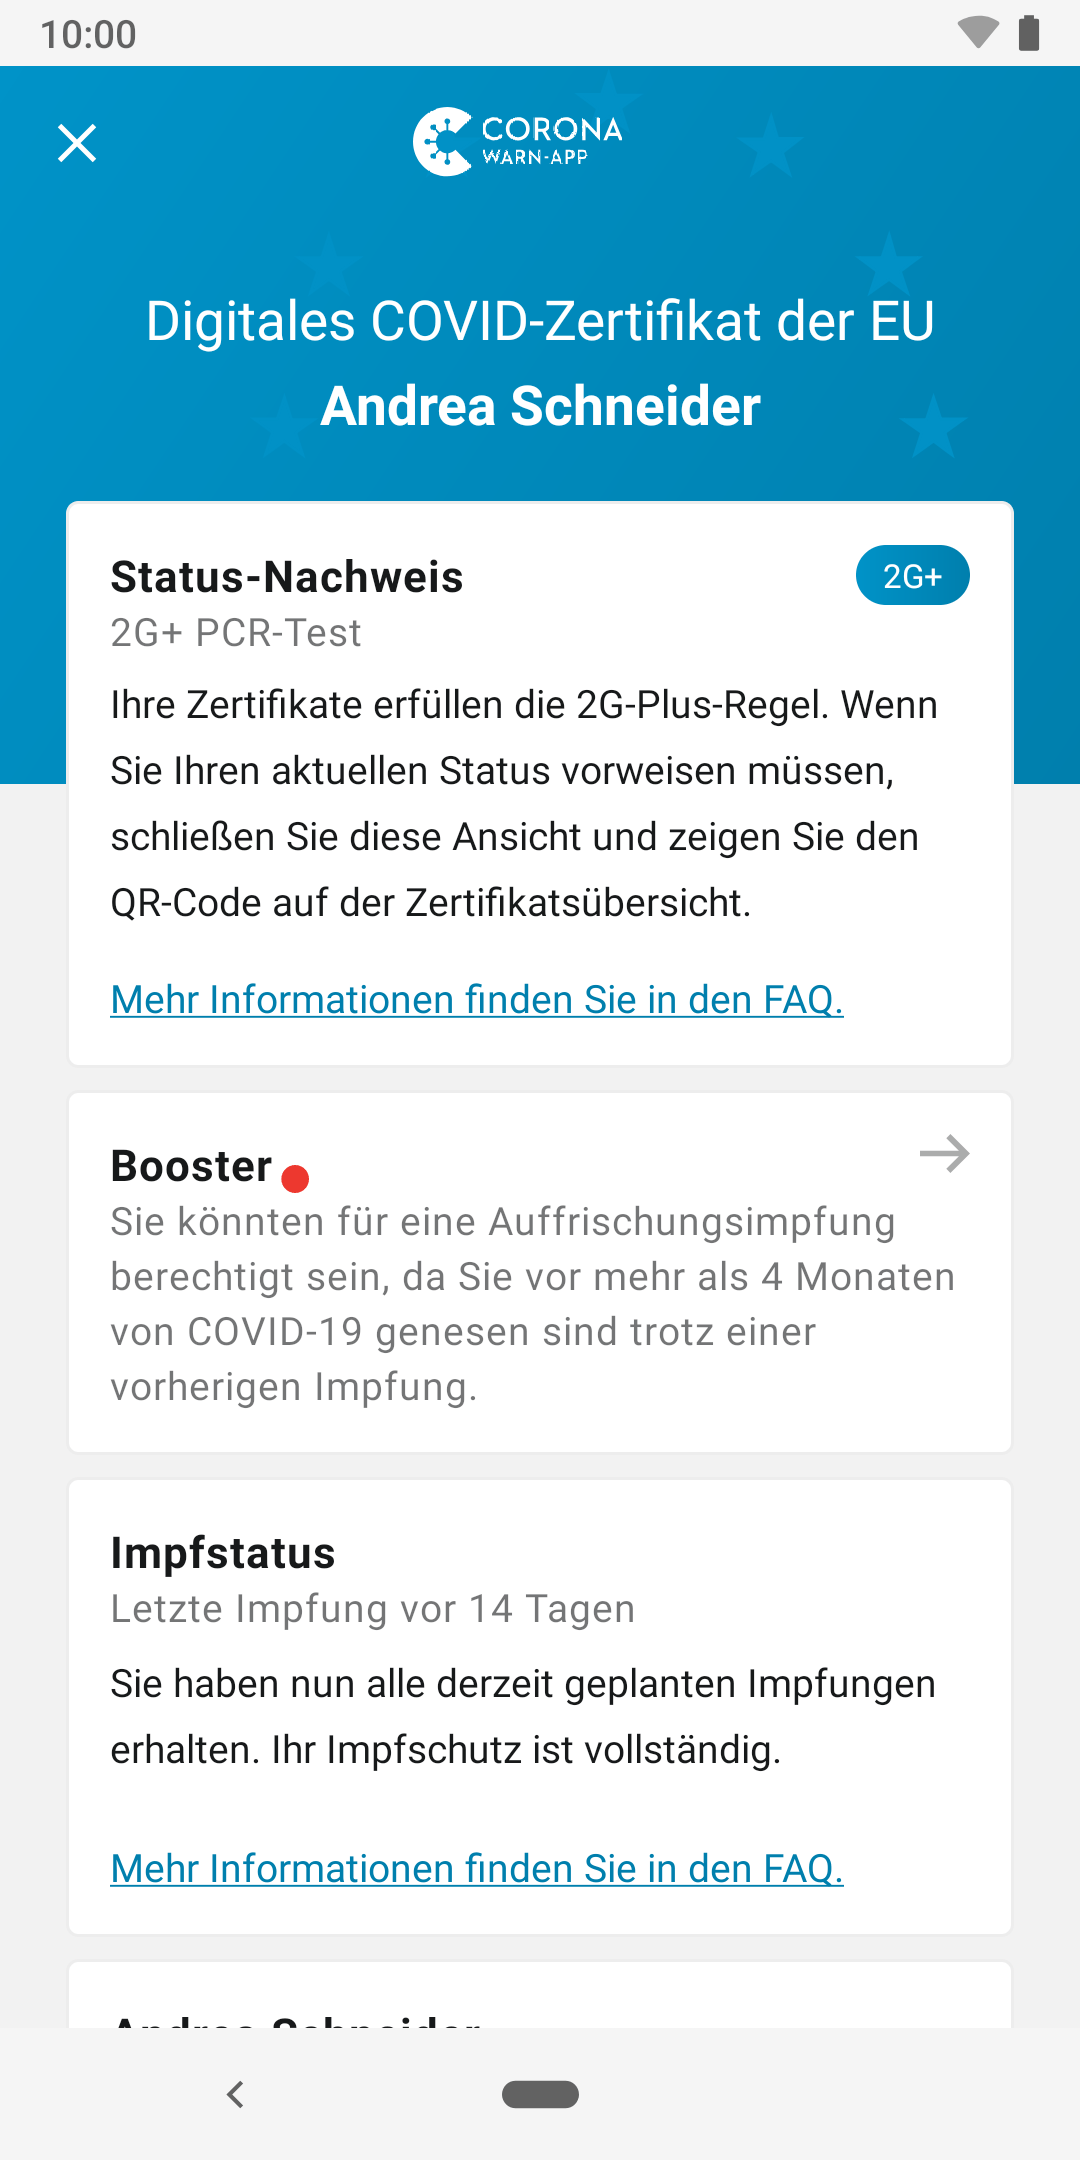 10:00
CORONA
WARN-APP
Digitales COVID-Zertifikat der EU
Andrea Schneider
Status-Nachweis
2G+
2G+ PCR-Test
Ihre Zertifikate erfüllen die 2G-Plus-Regel. Wenn
Sie Ihren aktuellen Status vorweisen müssen,
schließen Sie diese Ansicht und zeigen Sie den
QR-Code auf der Zertifikatsübersicht.
Mehr Informationen finden Sie in den FAQ.
Booster
Sie könnten für eine Auffrischungsimpfung
berechtigt sein, da Sie vor mehr als 4 Monaten
von COVID-19 genesen sind trotz einer
vorherigen Impfung.
Impfstatus
Letzte Impfung vor 14 Tagen
Sie haben nun alle derzeit geplanten Impfungen
erhalten. Ihr Impfschutz ist vollständig.
Mehr Informationen finden Sie in den FAQ.
Andrea Schneider